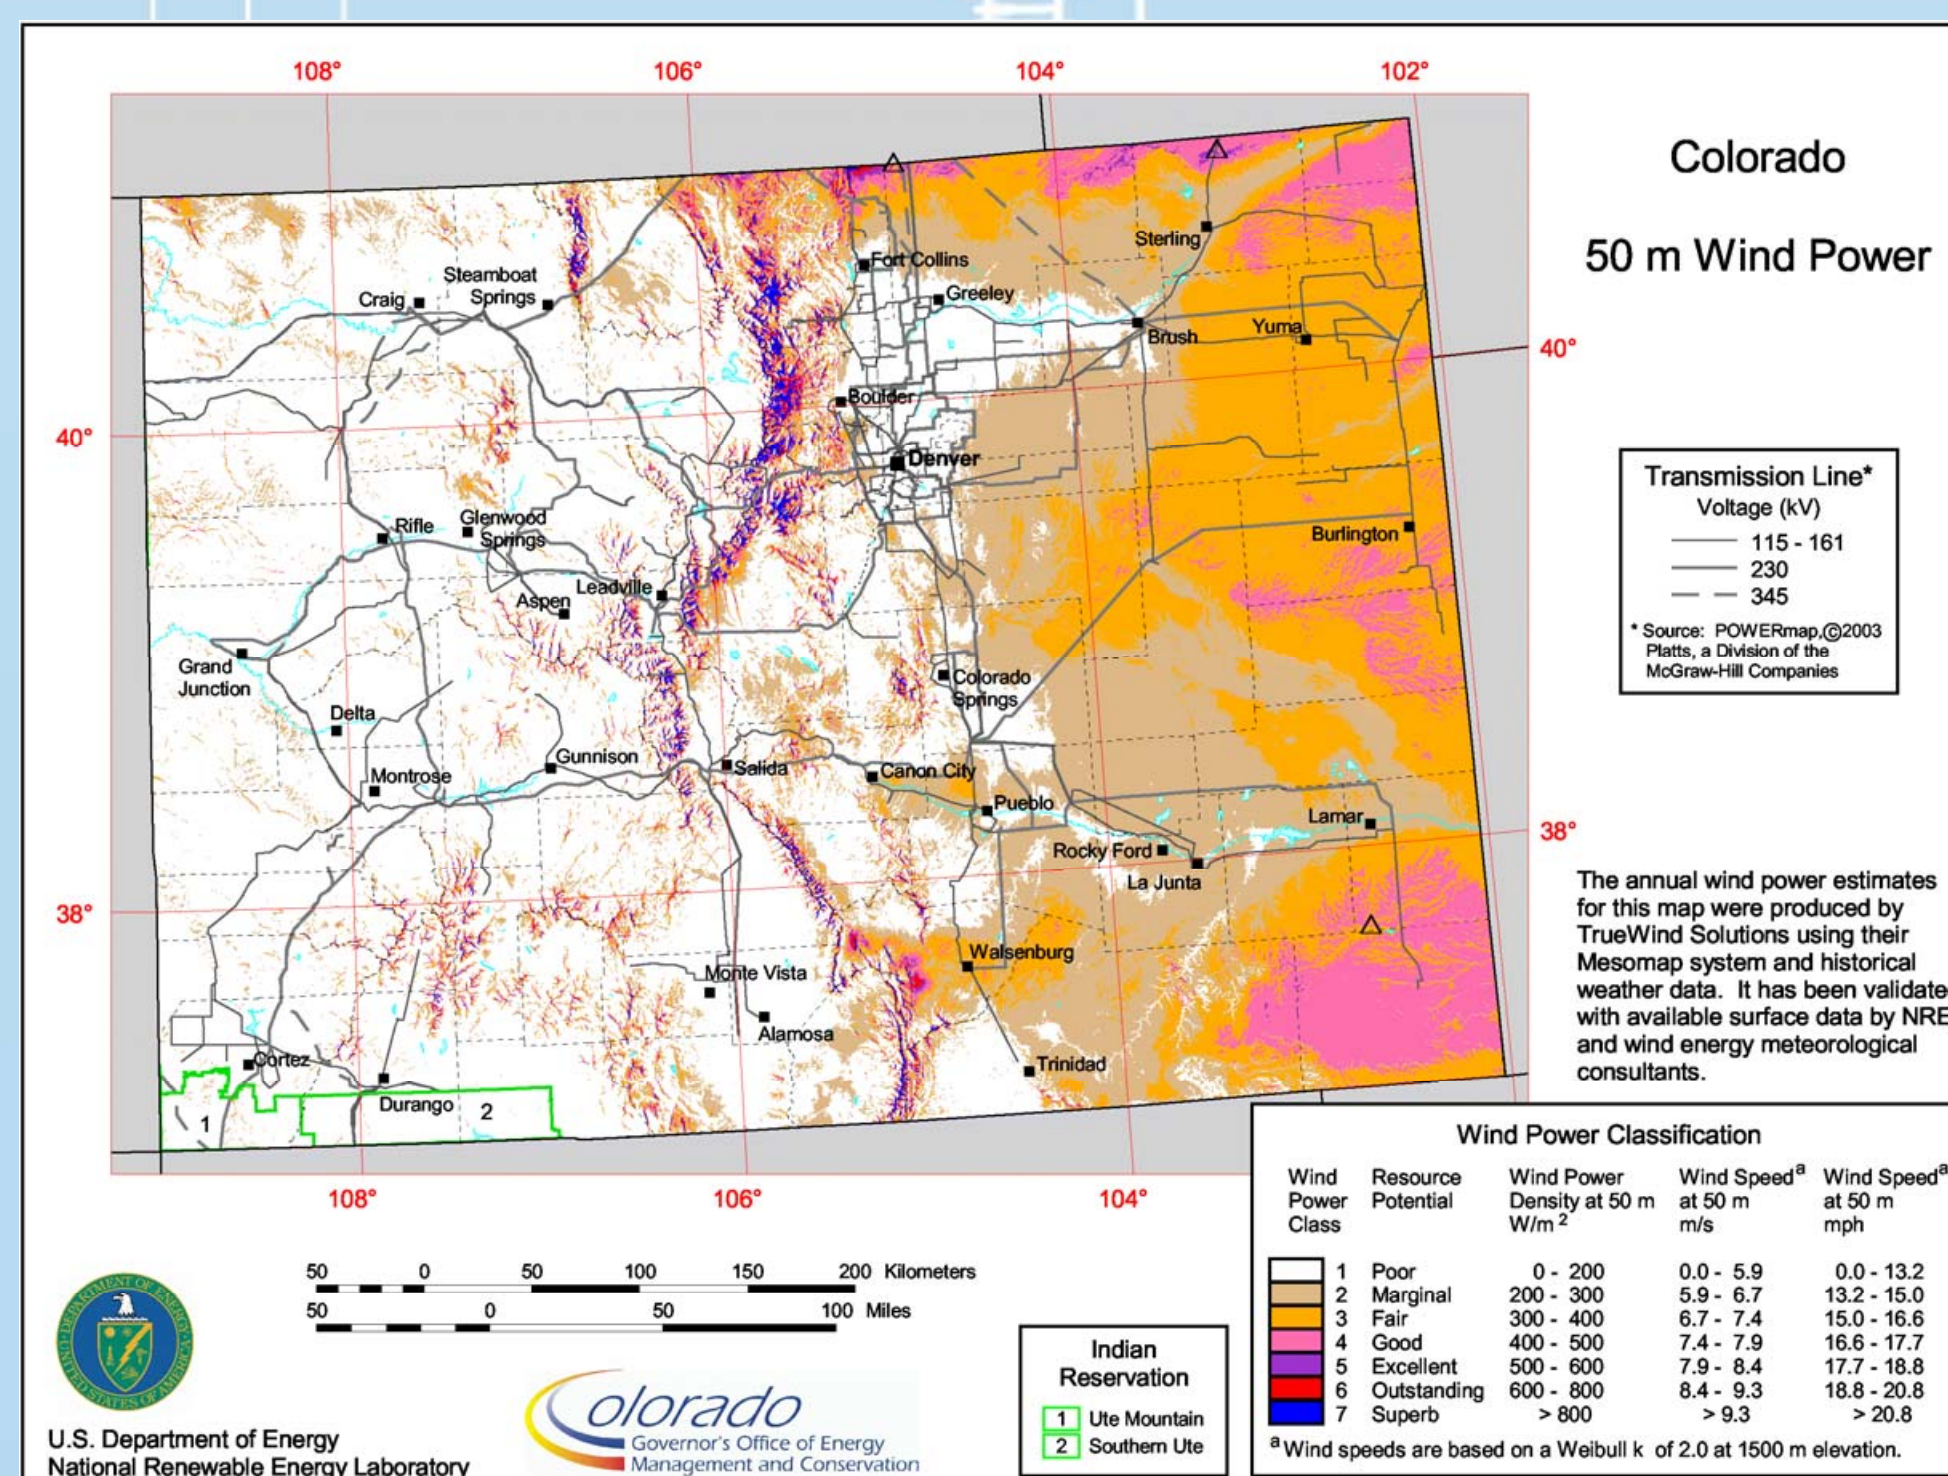 108°
106°
104°
102°
Colorado
50 m Wind Power
Sterling
Fort Collins
Steamboat
Springs
Craig
Greeley
Brush
Yuma
40°
Boulder
40°
Denver
Transmission Line*
Voltage (kV)
115 - 161
230
345
* Source: POWERmap,©2003
Platts, a Division of the
McGraw-Hill Companies
Rifle
Glenwood
Springs
Burlington
Leadville
Aspen
Grand
Junction
Colorado
Springs
Delta
Gunnison
Salida
Canon City
Montrose
Pueblo
Lamar
38°
Rocky Ford
La Junta
38°
The annual wind power estimates
for this map were produced by
TrueWind Solutions using their
Mesomap system and historical
weather data. It has been validate
with available surface data by NRE
and wind energy meteorological
consultants.
Walsenburg
Monte Vista
Alamosa
Cortez
Trinidad
Durango
1
2
108°
106°
104°
Wind Power Classification
Wind Power Class Resource Potential Wind Power Density at 50 m W/m 2 Wind Speed a at 50 m m/s Wind Speed a at 50 m mph
1 Poor 0 - 200 0.0 - 5.9 0.0 - 13.2
2 Marginal 200 - 300 5.9 - 6.7 13.2 - 15.0
3 Fair 300 - 400 6.7 - 7.4 15.0 - 16.6
4 Good 400 - 500 7.4 - 7.9 16.6 - 17.7
5 Excellent 500 - 600 7.9 - 8.4 17.7 - 18.8
6 Outstanding 600 - 800 8.4 - 9.3 18.8 - 20.8
7 Superb > 800 > 9.3 > 20.8
a Wind speeds are based on a Weibull k of 2.0 at 1500 m elevation.
50 0 50 100 150 200 Kilometers
50 0 50 100 Miles
Indian
Reservation
1 Ute Mountain
2 Southern Ute
DEPARTMENT OF ENERGY
UNITED STATES OF AMERICA
U.S. Department of Energy
National Renewable Energy Laboratory
Colorado
Governor's Office of Energy
Management and Conservation